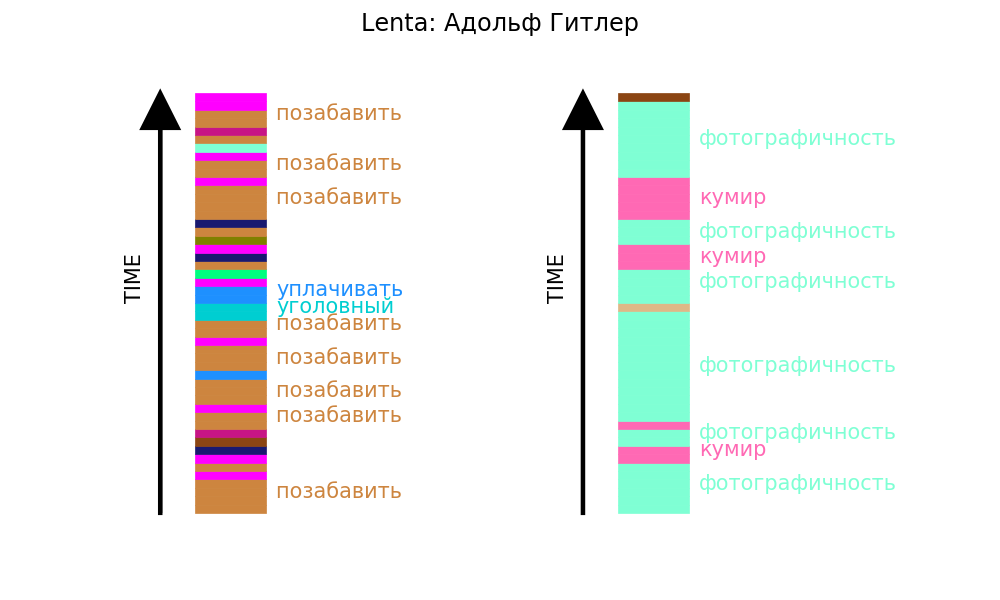 Lenta: Адольф Гитлер
TIME
позабавить
позабавить
позабавить
уплачивать
уголовный
позабавить
позабавить
позабавить
позабавить
позабавить
TIME
фотографичность
кумир
фотографичность
кумир
фотографичность
фотографичность
фотографичность
кумир
фотографичность